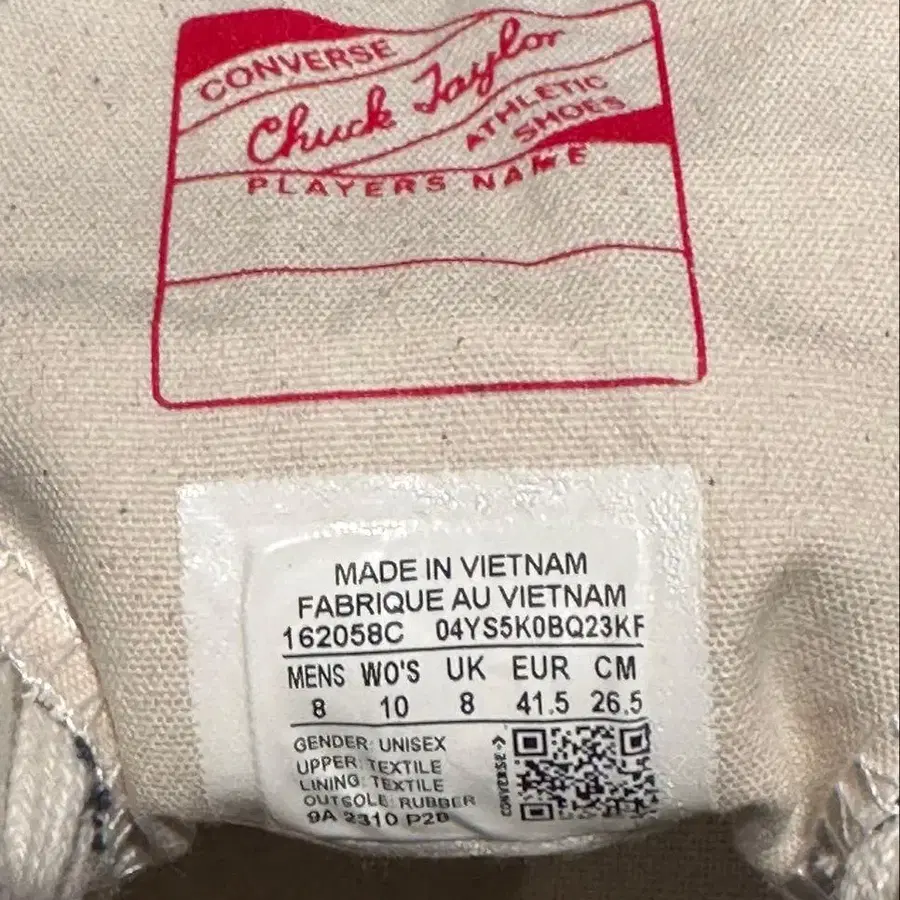 CONVERSE
Chuck Taylor
ATHLETIC
SHOES
PLAYERS NAME
MADE IN VIETNAM
FABRIQUE AU VIETNAM
162058C 04YS5K0BQ23KF
MENS WO'S UK EUR CM
8 10 8 41.5 26.5
GENDER: UNISEX
UPPER: TEXTILE
LINING: TEXTILE
OUTSOLE: RUBBER
9A 2310 P2B
CONVERSE